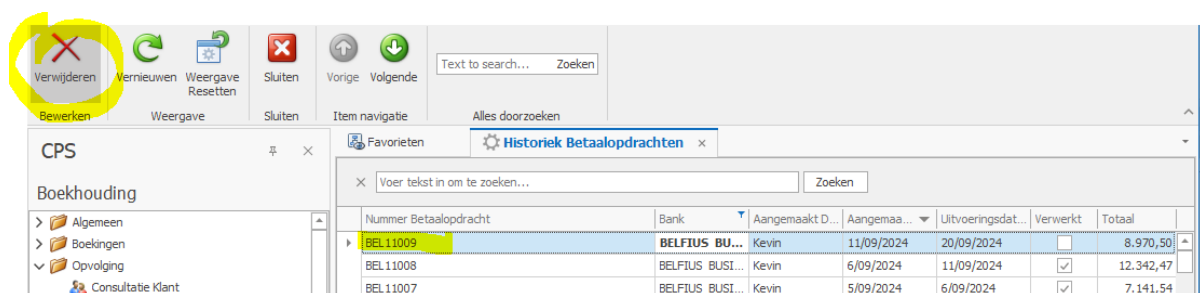 Verwijderen Vernieuwen Weergave Resetten Sluiten Vorige Volgende Text to search... Zoeken
Bewerken Weergave Sluiten Item navigatie Alles doorzoeken
CPS
Favorieten Historiek Betaalopdrachten
Voer tekst in om te zoeken... Zoeken
Boekhouding
Nummer Betaalopdracht Bank Aangemaakt D... Aangemaa... Uitvoeringsdat... Verwerkt Totaal
Algemeen
BEL11009 BELFIUS BU... Kevin 11/09/2024 20/09/2024 8.970,50
Boekingen
BEL11008 BELFIUS BUSI... Kevin 6/09/2024 11/09/2024 12.342,47
Opvolging
BEL11007 BELFIUS BUSI... Kevin 5/09/2024 6/09/2024 7.141,54
Consultatie Klant